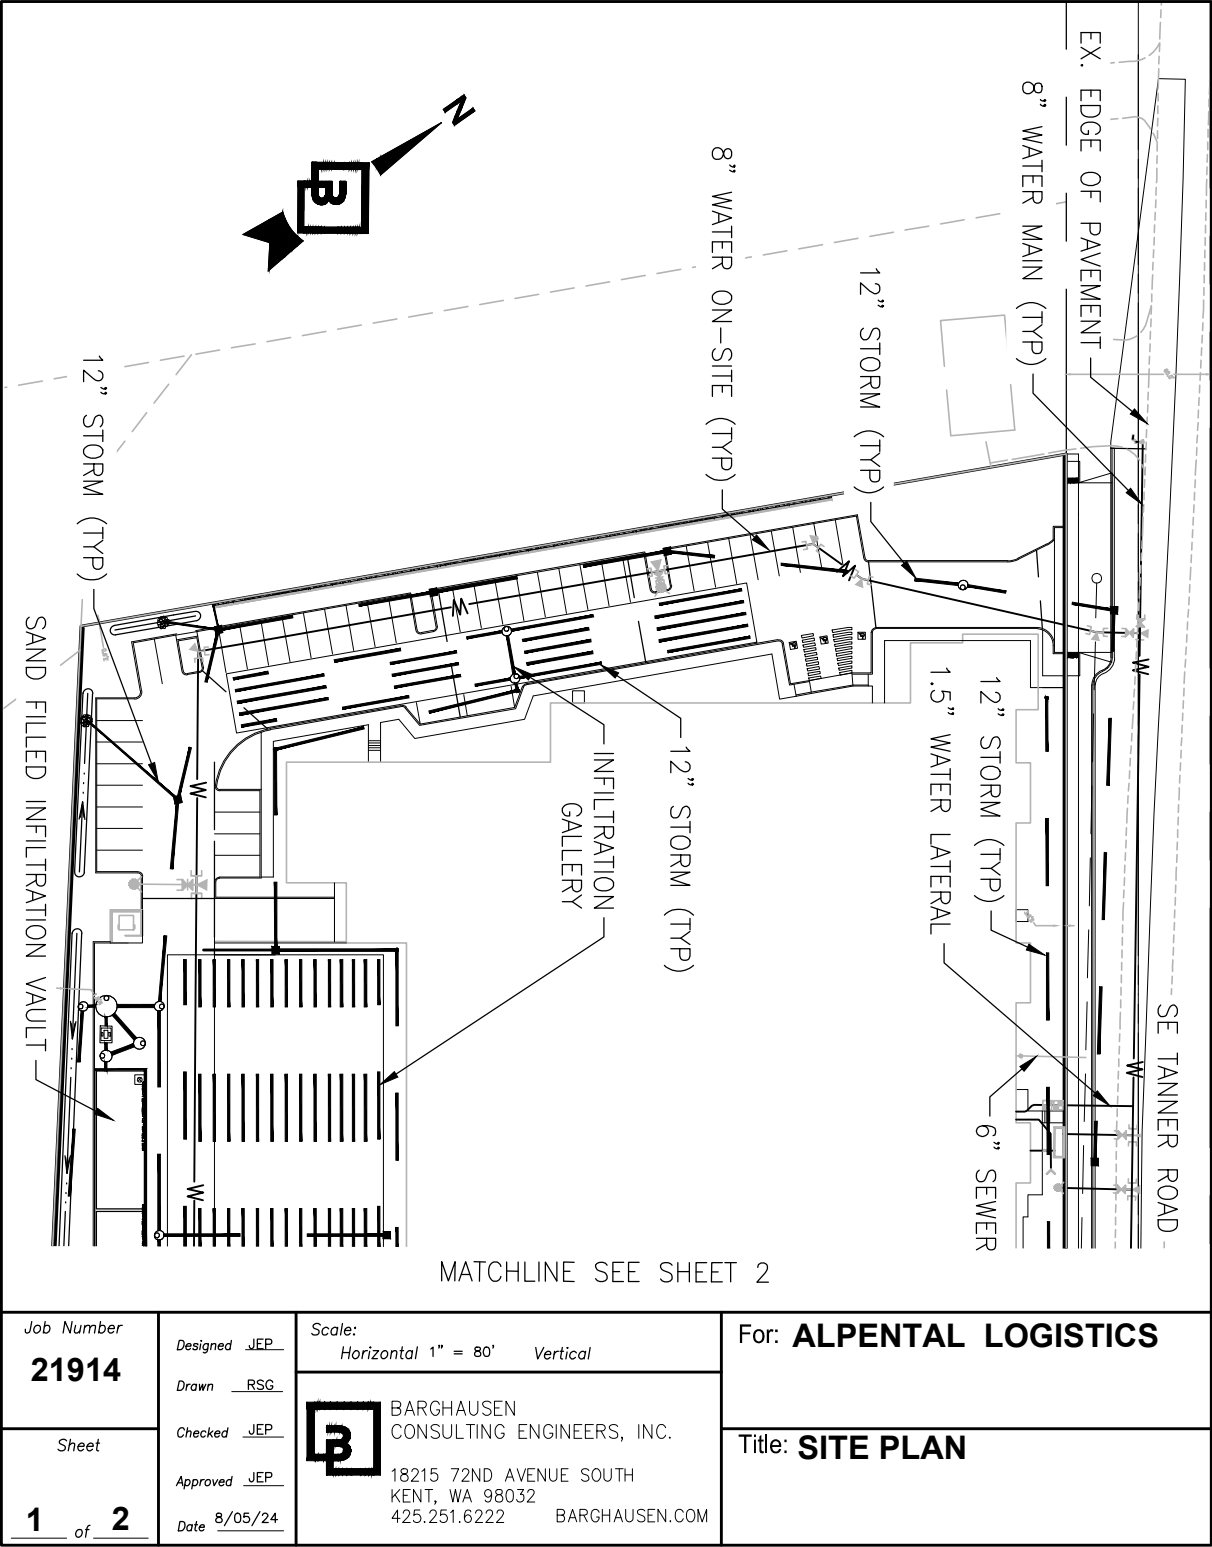 N
B
EX. EDGE OF PAVEMENT
8" WATER MAIN (TYP)
8" WATER ON-SITE (TYP)
12" STORM (TYP)
12" STORM (TYP)
SAND FILLED INFILTRATION VAULT
W
W
W
W
W
W
W
12" STORM (TYP)
INFILTRATION
GALLERY
12" STORM (TYP)
1.5" WATER LATERAL
6" SEWER
SE TANNER ROAD
MATCHLINE SEE SHEET 2
Job Number
21914
Sheet
1 of 2
Designed JEP
Drawn RSG
Checked JEP
Approved JEP
Date 8/05/24
Scale:
Horizontal 1" = 80' Vertical
B
BARGHAUSEN
CONSULTING ENGINEERS, INC.
18215 72ND AVENUE SOUTH
KENT, WA 98032
425.251.6222 BARGHAUSEN.COM
For: ALPENTAL LOGISTICS
Title: SITE PLAN